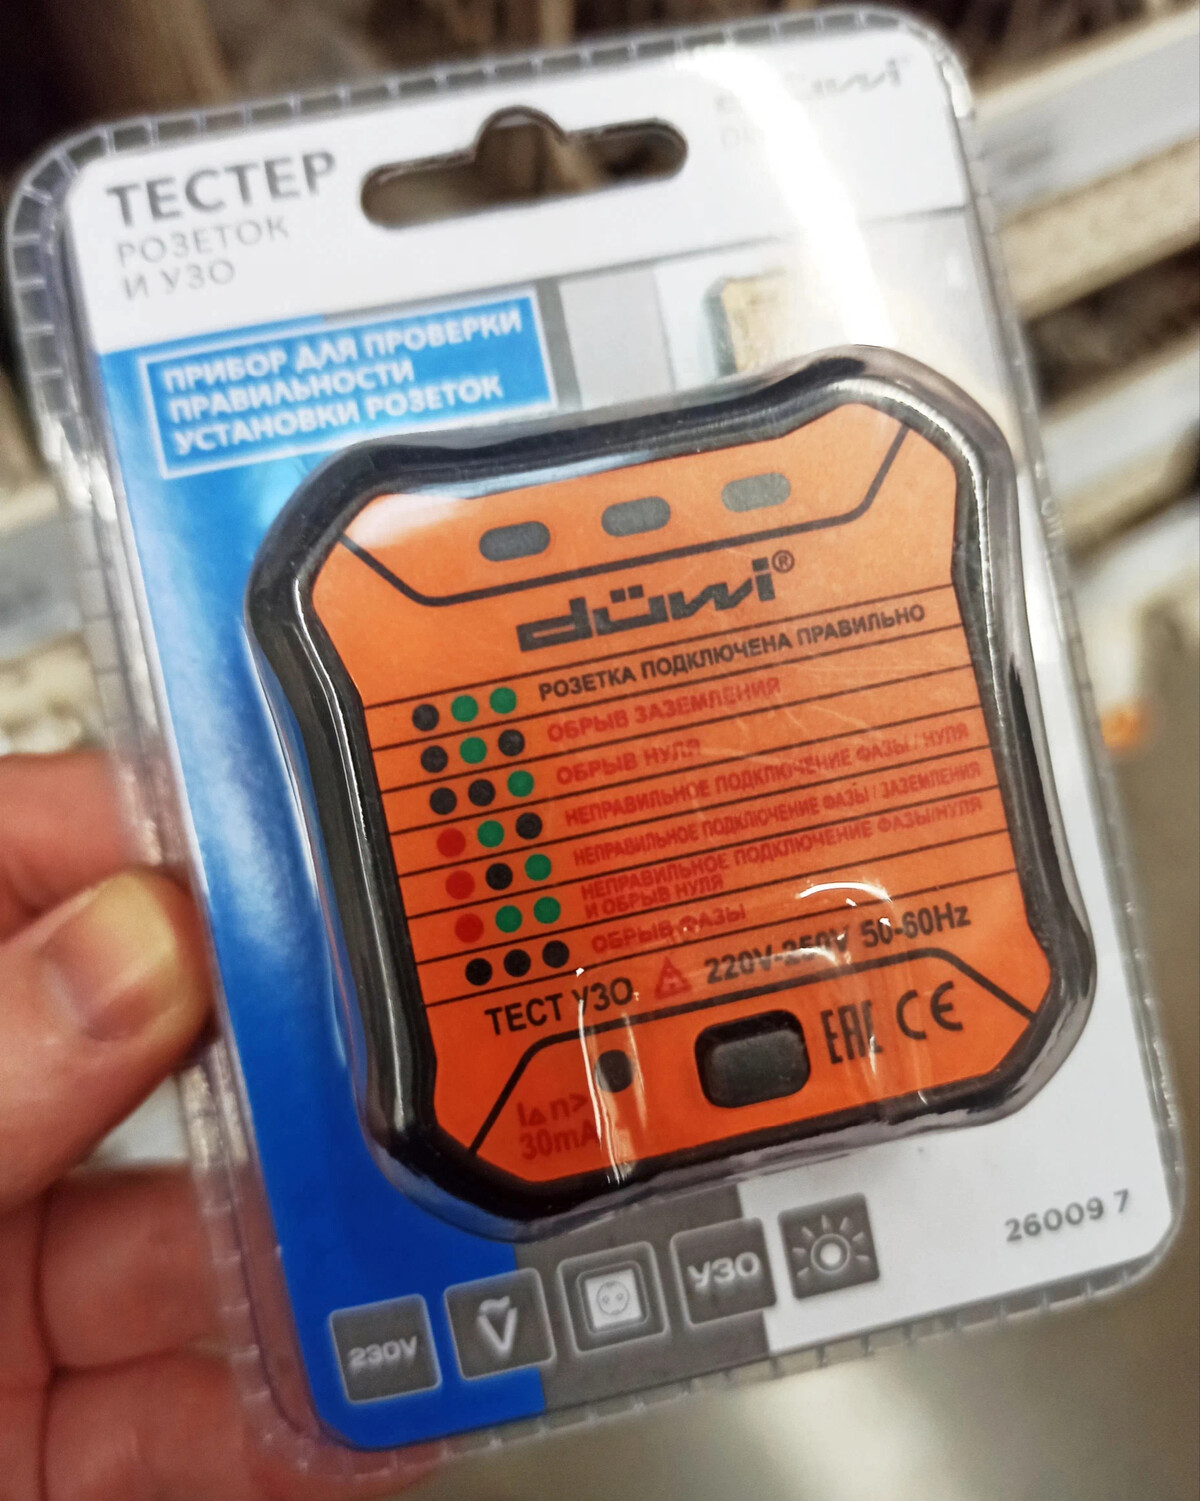 ТЕСТЕР
РОЗЕТОК
И УЗО
ПРИБОР ДЛЯ ПРОВЕРКИ
ПРАВИЛЬНОСТИ
УСТАНОВКИ РОЗЕТОК
düwi®
РОЗЕТКА ПОДКЛЮЧЕНА ПРАВИЛЬНО
ОБРЫВ ЗАЗЕМЛЕНИЯ
ОБРЫВ НУЛЯ
НЕПРАВИЛЬНОЕ ПОДКЛЮЧЕНИЕ ФАЗЫ / НУЛЯ
НЕПРАВИЛЬНОЕ ПОДКЛЮЧЕНИЕ ФАЗЫ / ЗАЗЕМЛЕНИЯ
НЕПРАВИЛЬНОЕ ПОДКЛЮЧЕНИЕ ФАЗЫ/НУЛЯ
И ОБРЫВ НУЛЯ
ОБРЫВ ФАЗЫ
ТЕСТ УЗО 220V-250V 50-60Hz
EAC CE
I△n>
30mA
26009 7
230V
Ṽ
УЗО